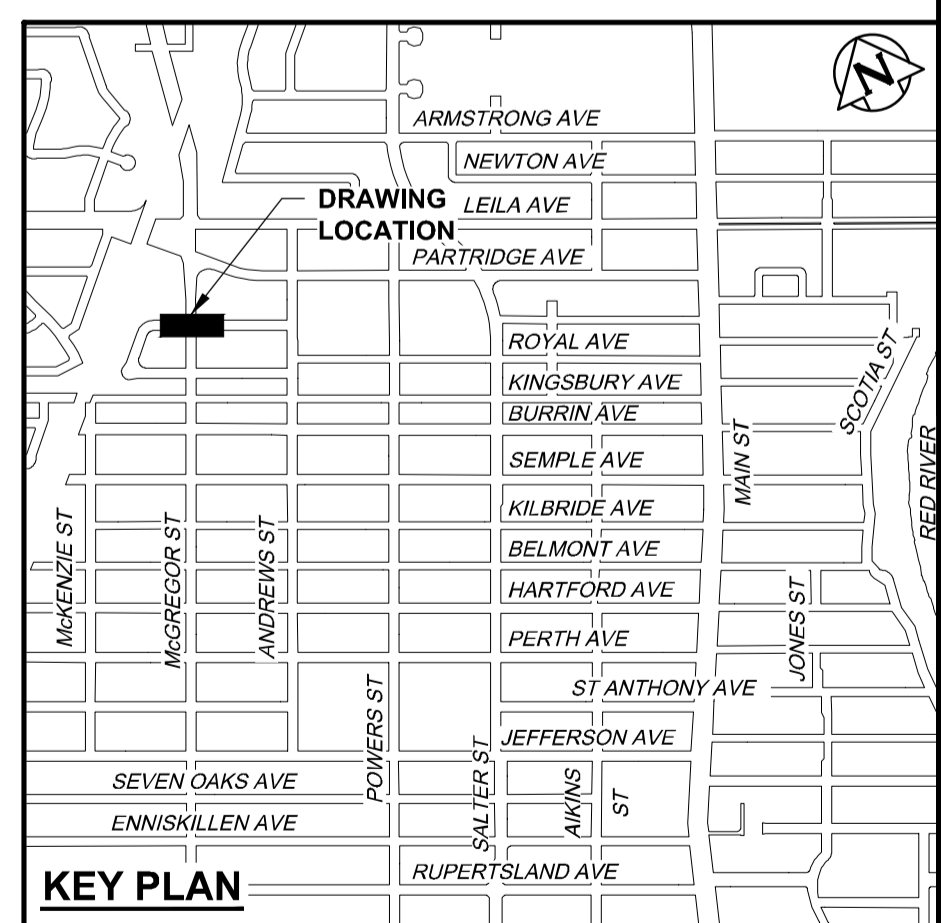 N
ARMSTRONG AVE
NEWTON AVE
DRAWING
LOCATION
LEILA AVE
PARTRIDGE AVE
ROYAL AVE
KINGSBURY AVE
BURRIN AVE
SEMPLE AVE
KILBRIDE AVE
BELMONT AVE
HARTFORD AVE
PERTH AVE
ST ANTHONY AVE
JEFFERSON AVE
SEVEN OAKS AVE
ENNISKILLEN AVE
RUPERTSLAND AVE
McKENZIE ST
McGREGOR ST
ANDREWS ST
POWERS ST
SALTER ST
AIKINS
ST
MAIN ST
JONES ST
SCOTIA ST
RED RIVER
KEY PLAN